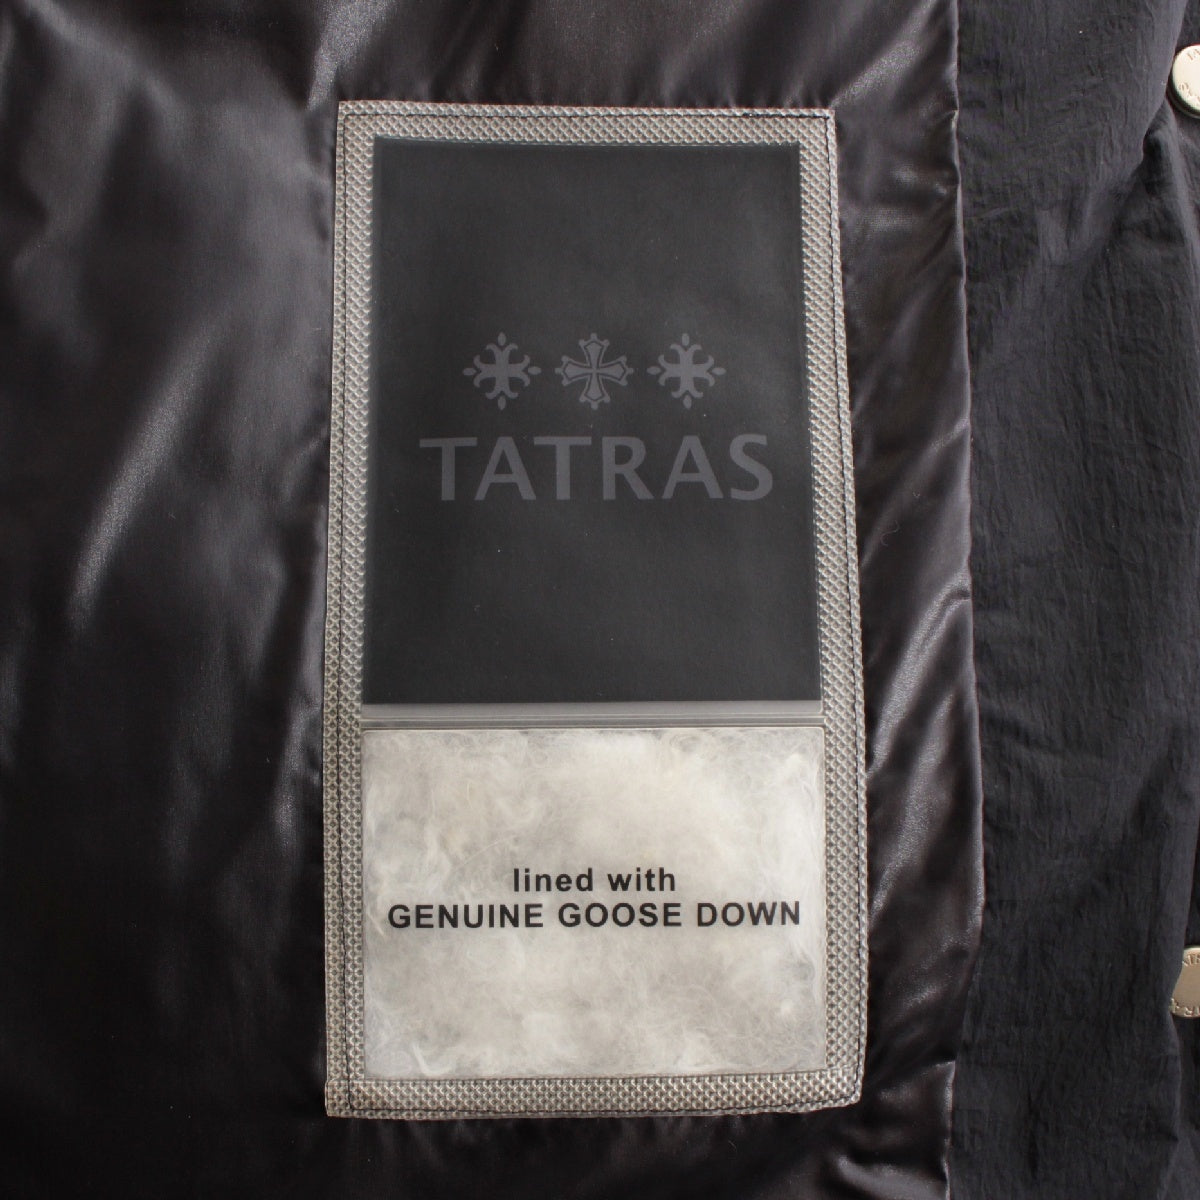 TATRAS
lined with
GENUINE GOOSE DOWN